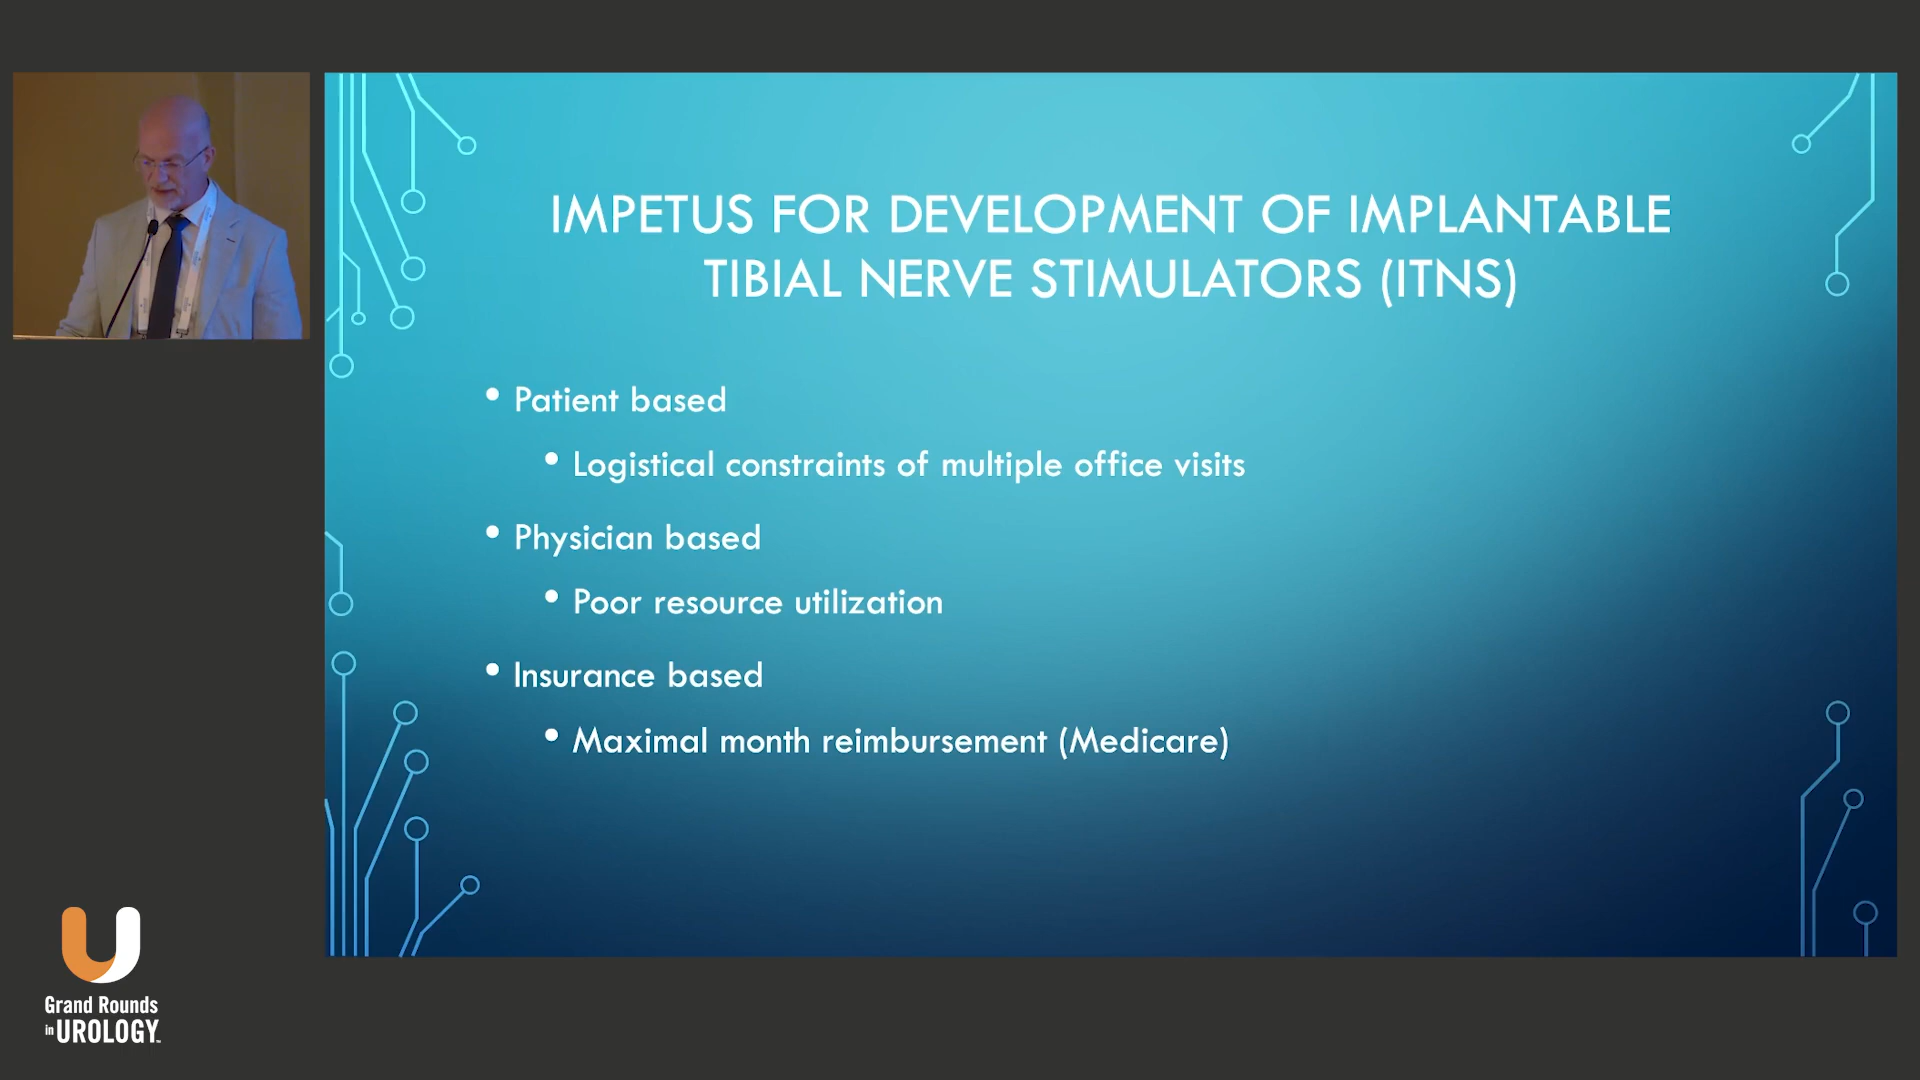 IMPETUS FOR DEVELOPMENT OF IMPLANTABLE
TIBIAL NERVE STIMULATORS (ITNS)
• Patient based
• Logistical constraints of multiple office visits
• Physician based
• Poor resource utilization
• Insurance based
• Maximal month reimbursement (Medicare)
U
Grand Rounds
in UROLOGY™